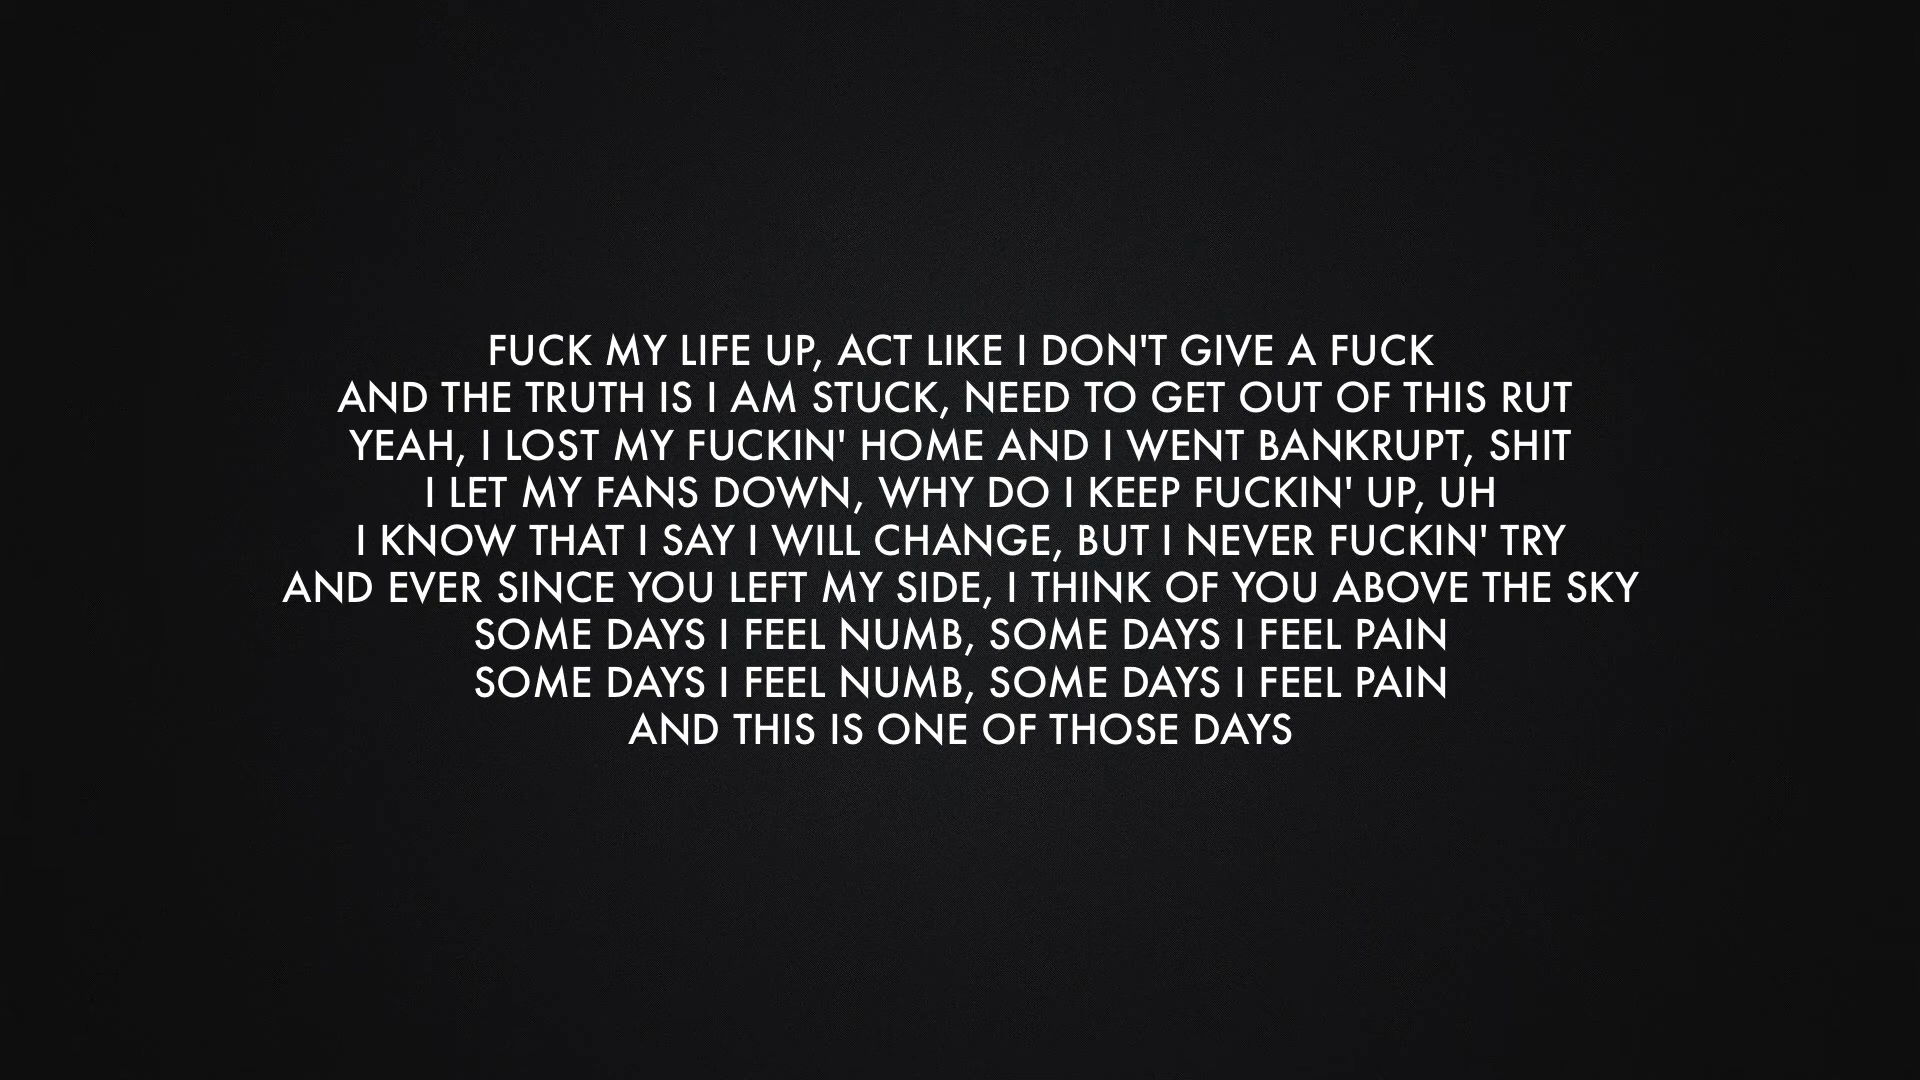 FUCK MY LIFE UP, ACT LIKE I DON'T GIVE A FUCK
AND THE TRUTH IS I AM STUCK, NEED TO GET OUT OF THIS RUT
YEAH, I LOST MY FUCKIN' HOME AND I WENT BANKRUPT, SHIT
I LET MY FANS DOWN, WHY DO I KEEP FUCKIN' UP, UH
I KNOW THAT I SAY I WILL CHANGE, BUT I NEVER FUCKIN' TRY
AND EVER SINCE YOU LEFT MY SIDE, I THINK OF YOU ABOVE THE SKY
SOME DAYS I FEEL NUMB, SOME DAYS I FEEL PAIN
SOME DAYS I FEEL NUMB, SOME DAYS I FEEL PAIN
AND THIS IS ONE OF THOSE DAYS